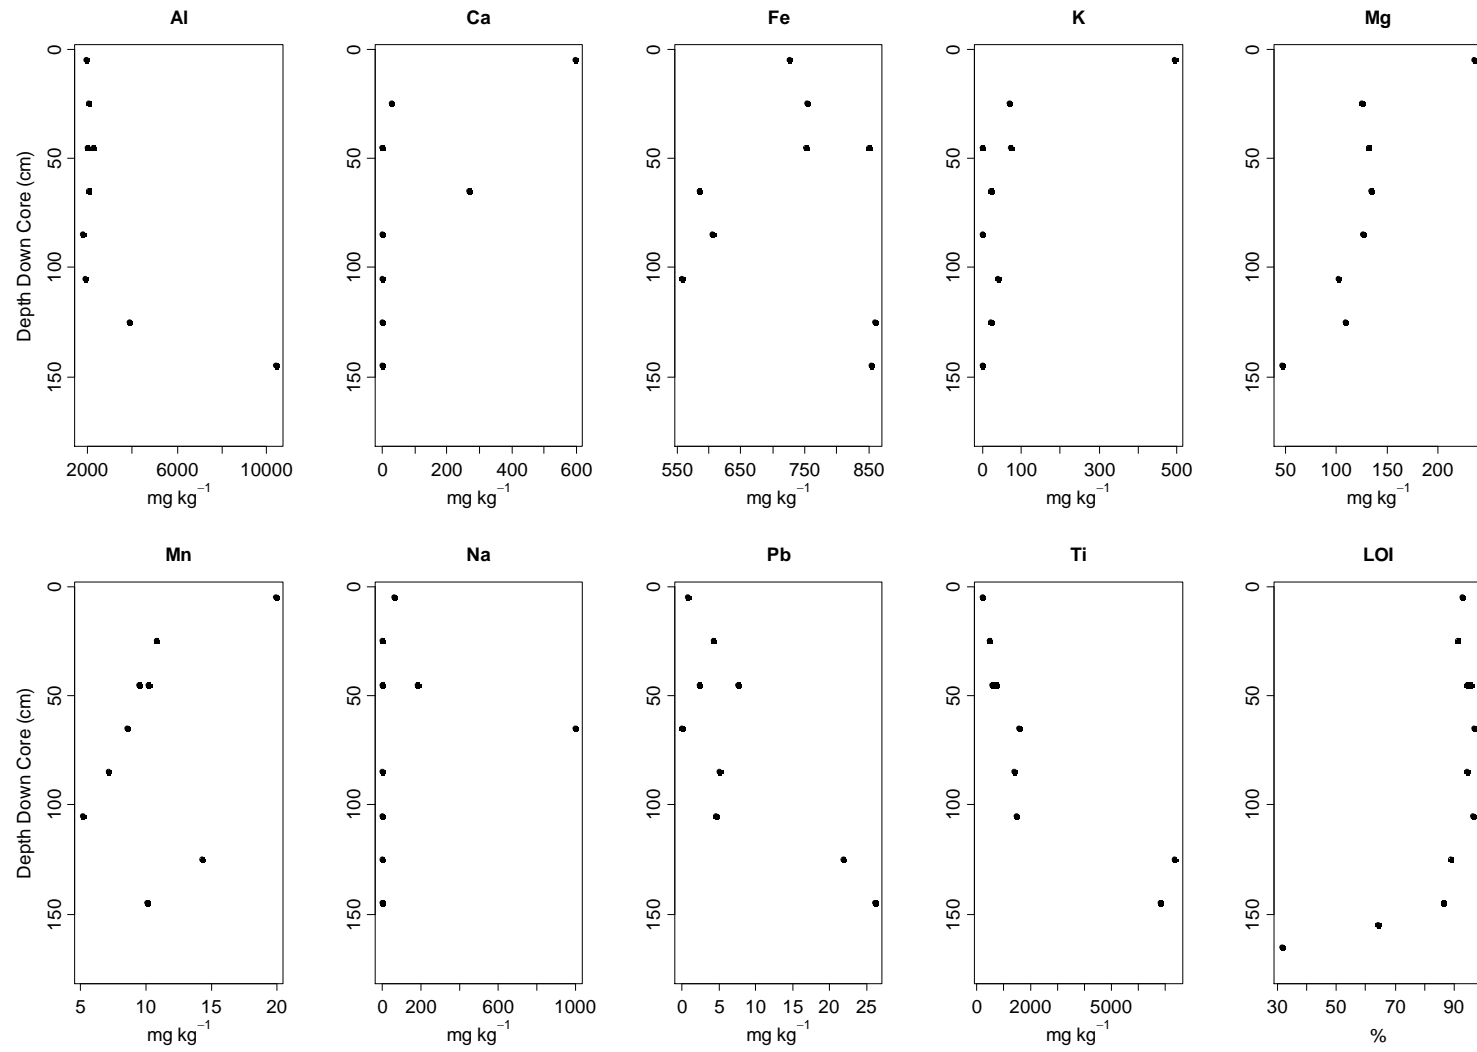 Al Ca Fe K Mg
Depth Down Core (cm)
0 50 100 150
0 50 100 150
0 50 100 150
0 50 100 150
0 50 100 150
2000 6000 10000
0 200 400 600
550 650 750 850
0 100 300 500
50 100 200
mg kg⁻¹ mg kg⁻¹ mg kg⁻¹ mg kg⁻¹ mg kg⁻¹
Mn Na Pb Ti LOI
Depth Down Core (cm)
0 50 100 150
0 50 100 150
0 50 100 150
0 50 100 150
0 50 100 150
5 10 15 20
0 200 600 1000
0 5 10 15 25
0 2000 5000
30 50 70 90
mg kg⁻¹ mg kg⁻¹ mg kg⁻¹ mg kg⁻¹ %